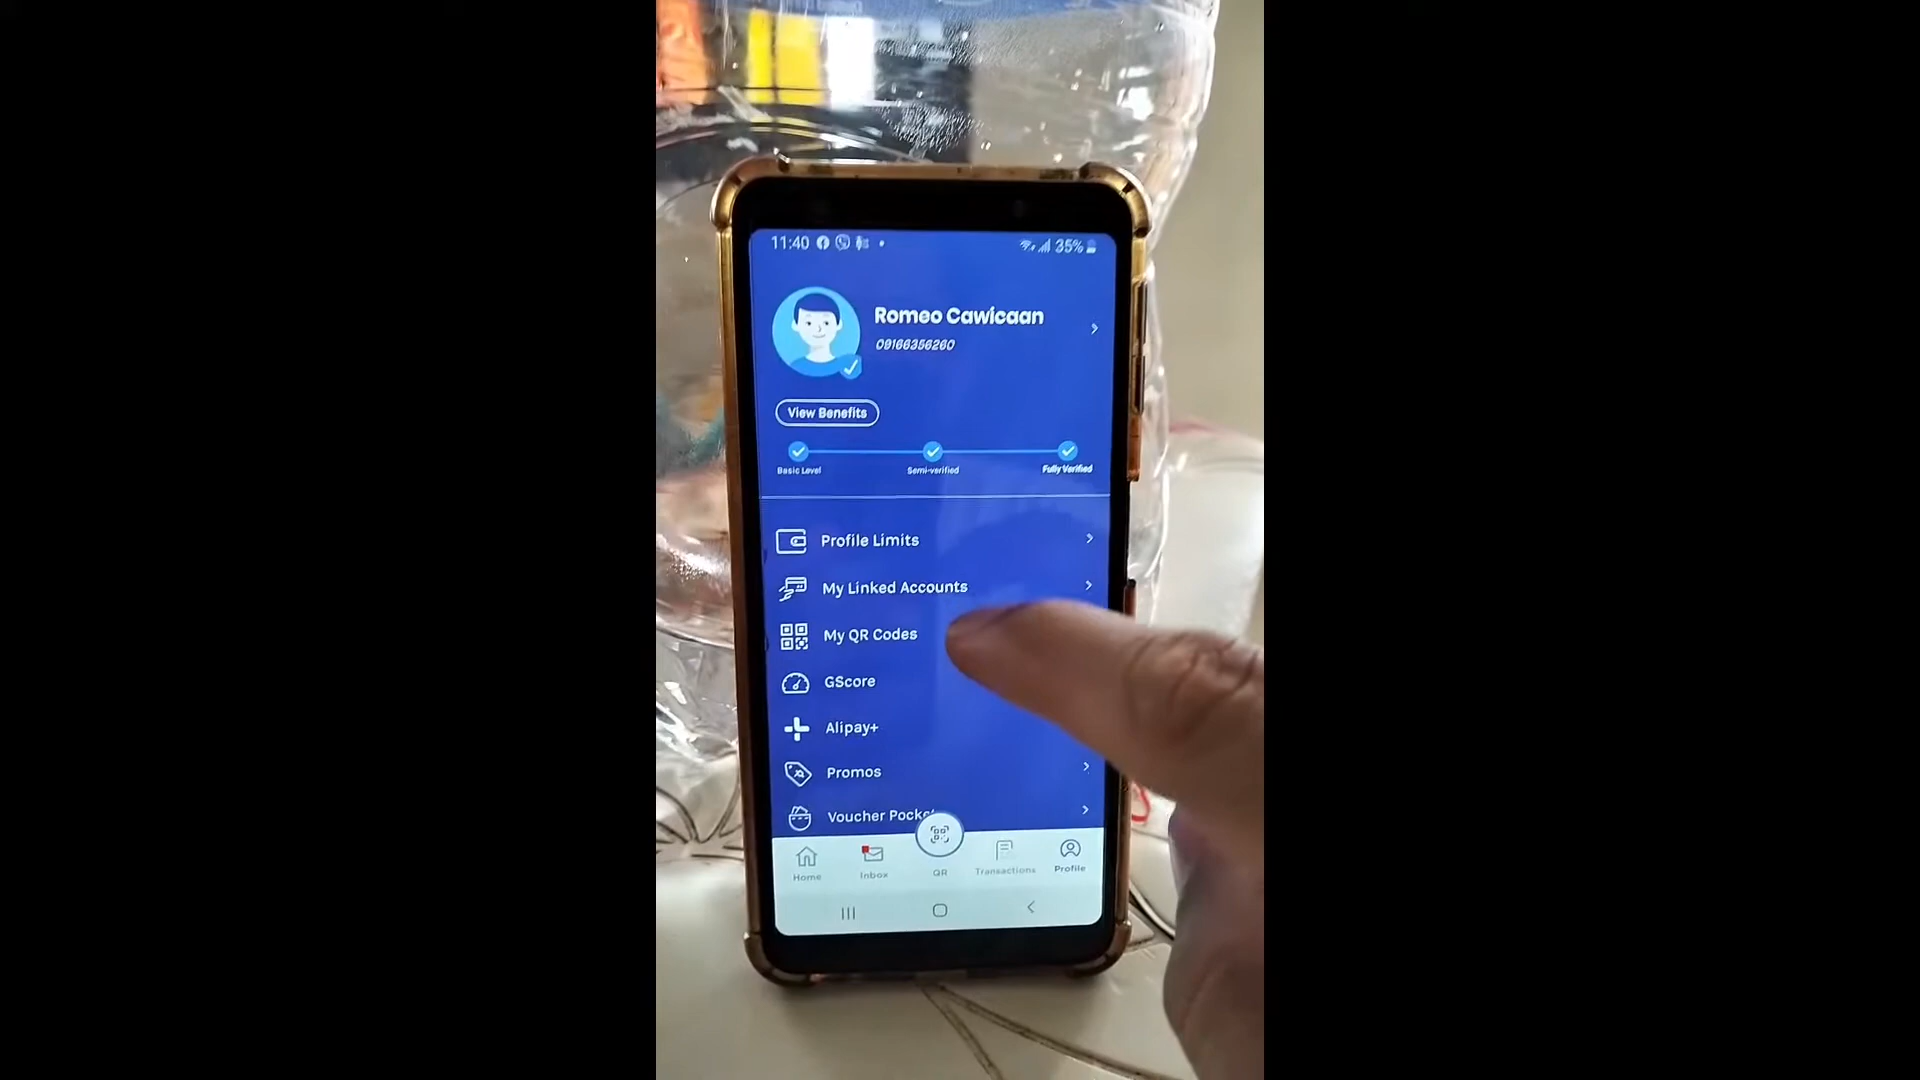 11:40
35%
Romeo Cawicaan
09166356260
View Benefits
Basic Level
Semi-verified
Fully Verified
Profile Limits
My Linked Accounts
My QR Codes
GScore
Alipay+
Promos
Voucher Pocket
Home
Inbox
QR
Transactions
Profile